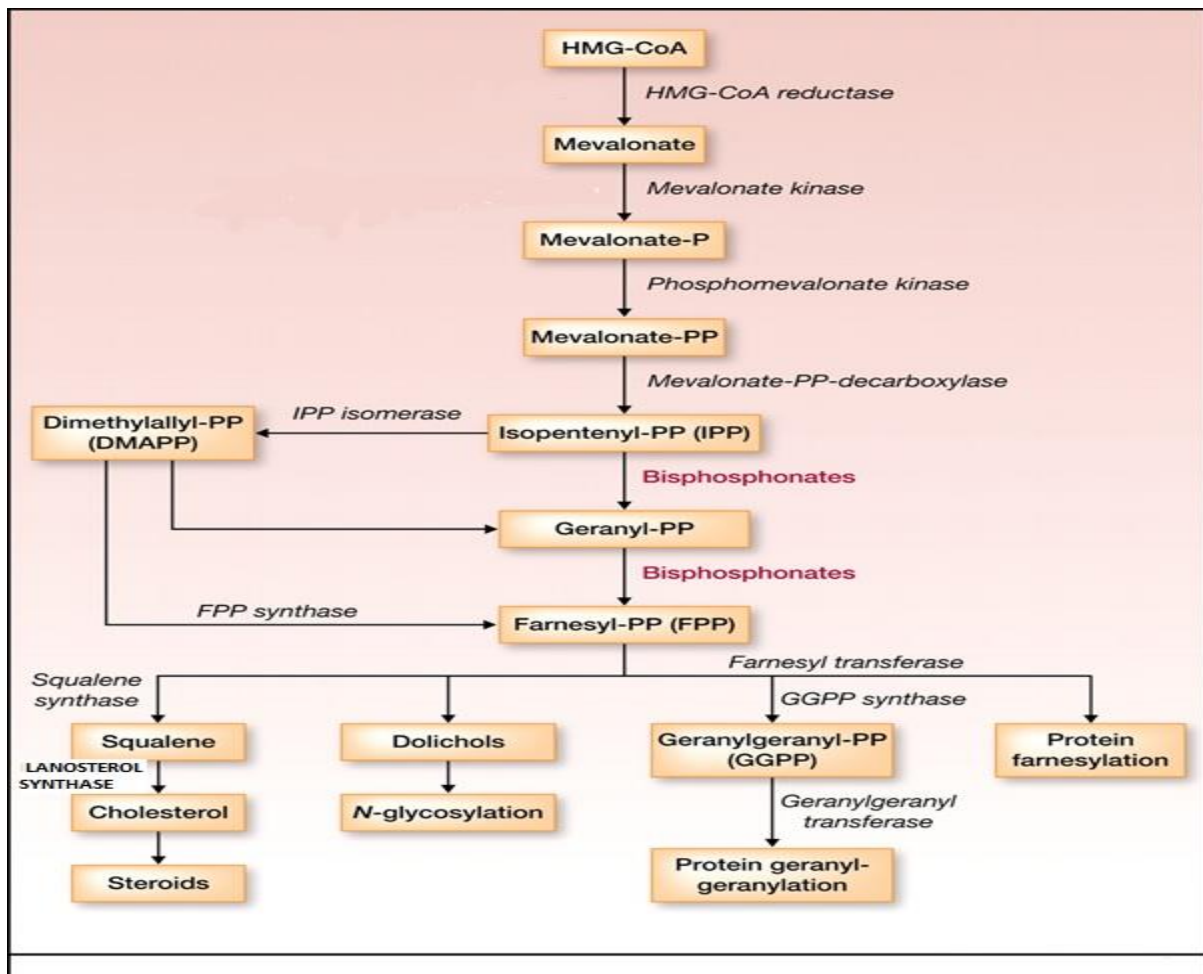 HMG-CoA
HMG-CoA reductase
Mevalonate
Mevalonate kinase
Mevalonate-P
Phosphomevalonate kinase
Mevalonate-PP
Mevalonate-PP-decarboxylase
Dimethylallyl-PP
(DMAPP)
IPP isomerase
Isopentenyl-PP (IPP)
Bisphosphonates
Geranyl-PP
Bisphosphonates
FPP synthase
Farnesyl-PP (FPP)
Farnesyl transferase
Squalene
synthase
GGPP synthase
Squalene
Dolichols
Geranylgeranyl-PP
(GGPP)
Protein
farnesylation
LANOSTEROL
SYNTHASE
Cholesterol
N-glycosylation
Geranylgeranyl
transferase
Steroids
Protein geranyl-
geranylation